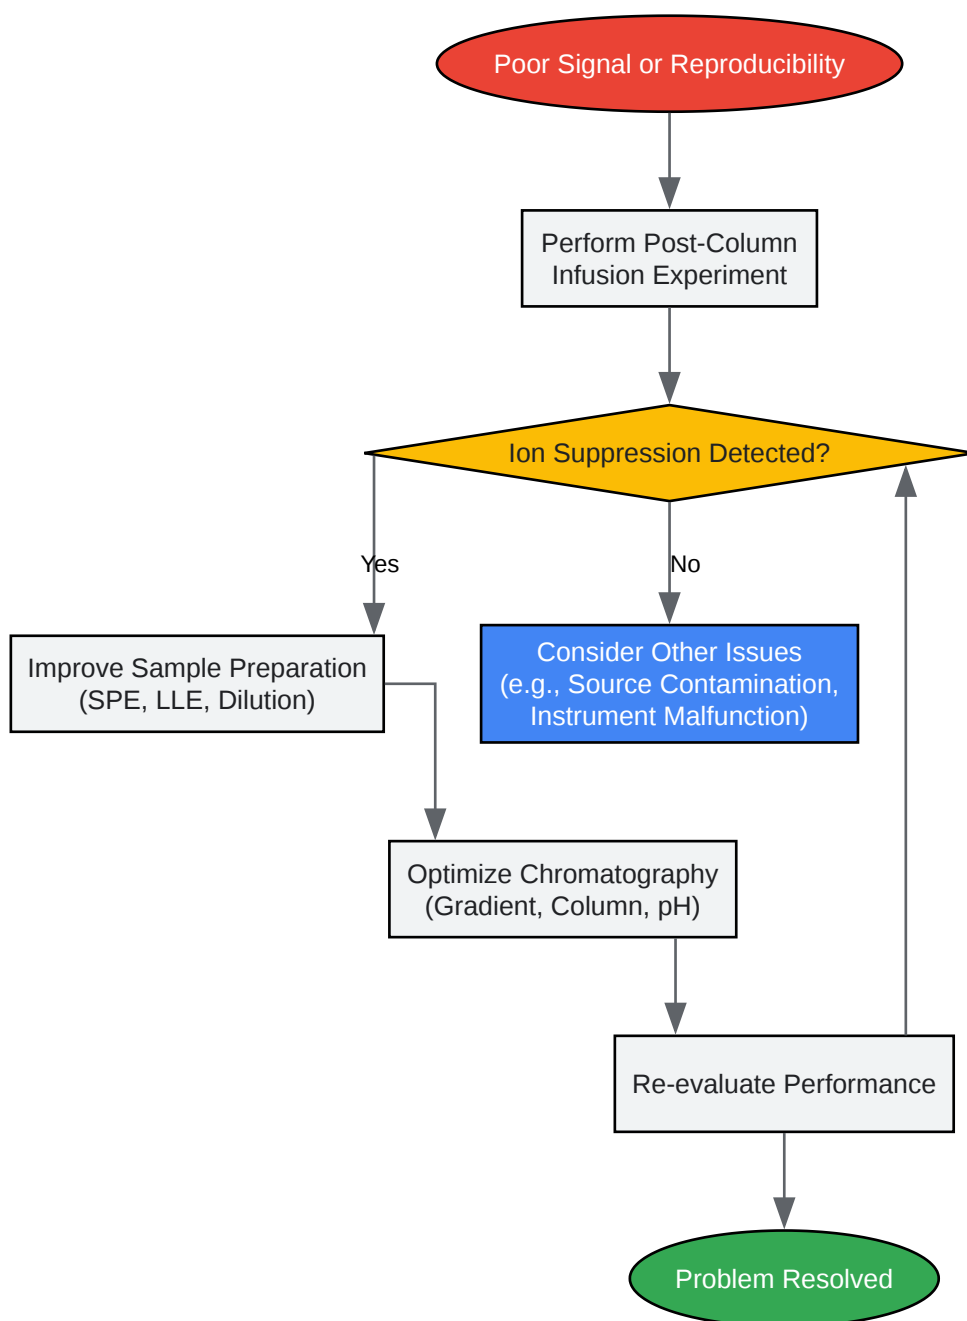 Poor Signal or Reproducibility
Perform Post-Column
Infusion Experiment
Ion Suppression Detected?
Yes
No
Improve Sample Preparation
(SPE, LLE, Dilution)
Consider Other Issues
(e.g., Source Contamination,
Instrument Malfunction)
Optimize Chromatography
(Gradient, Column, pH)
Re-evaluate Performance
Problem Resolved